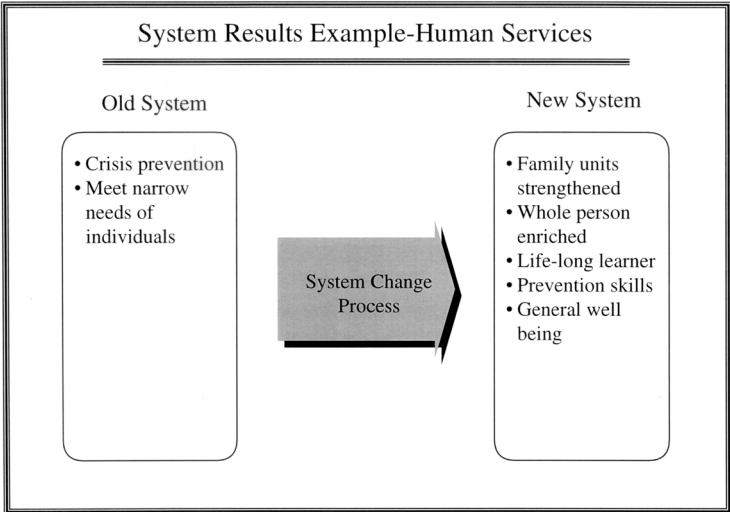 System Results Example-Human Services
Old System
• Crisis prevention
• Meet narrow
needs of
individuals
System Change
Process
New System
• Family units
strengthened
• Whole person
enriched
• Life-long learner
• Prevention skills
• General well
being